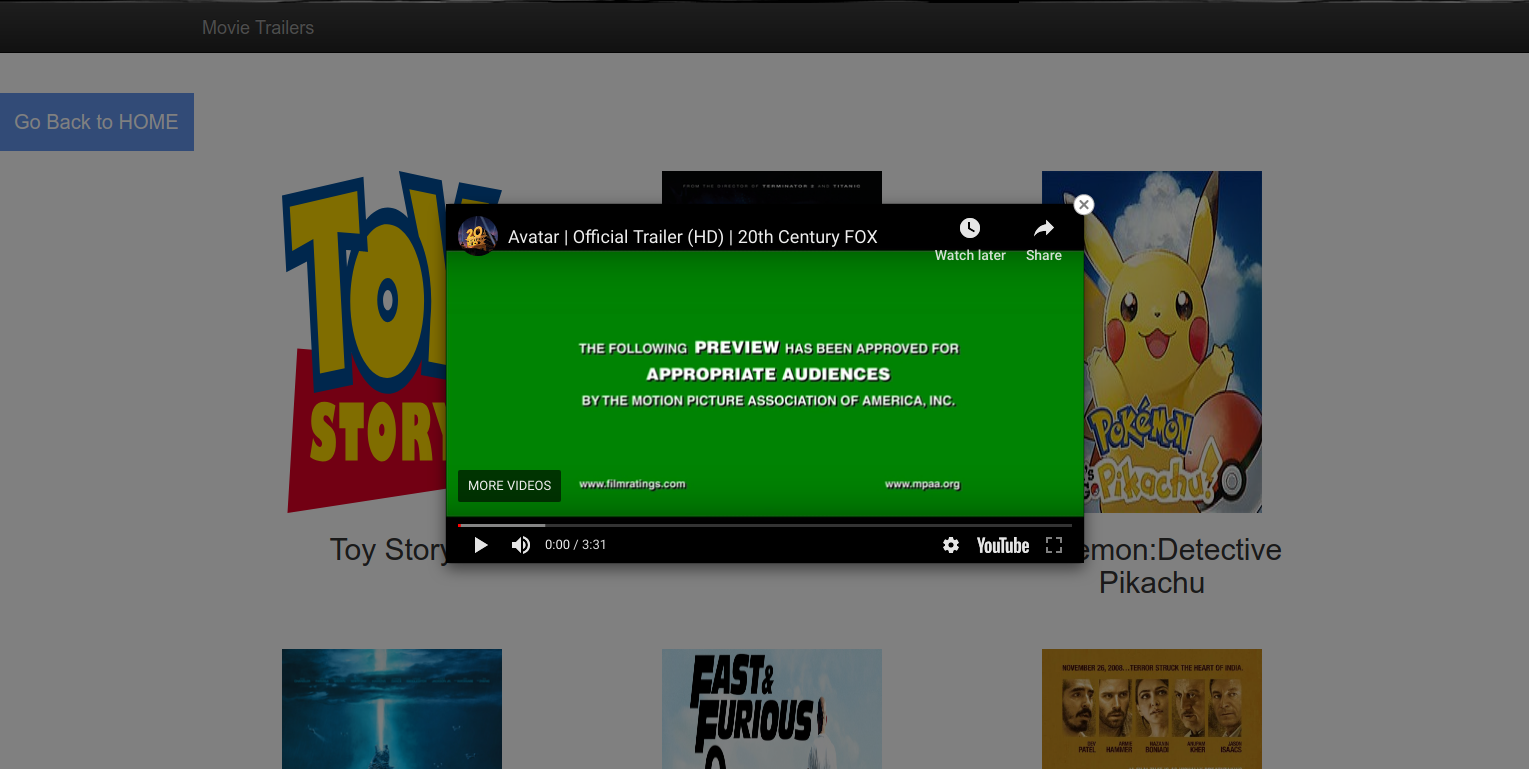 Movie Trailers
Go Back to HOME
FROM THE DIRECTOR OF TERMINATOR 2 AND TITANIC
TOY
STORY
20
Avatar | Official Trailer (HD) | 20th Century FOX
Watch later
Share
THE FOLLOWING PREVIEW HAS BEEN APPROVED FOR
APPROPRIATE AUDIENCES
BY THE MOTION PICTURE ASSOCIATION OF AMERICA, INC.
MORE VIDEOS
www.filmratings.com
www.mpaa.org
0:00 / 3:31
YouTube
POKéMON
GO
Pikachu!
Toy Story
emon:Detective
Pikachu
FAST &
FURIOUS
NOVEMBER 26, 2008...TERROR STRUCK THE HEART OF INDIA.
DEV PATEL
ARMIE HAMMER
NAZANIN BONIADI
ANUPAM KHER
JASON ISAACS